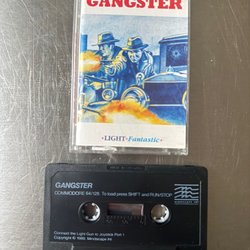 GANGSTER
•LIGHT Fantastic•
GANGSTER
COMMODORE 64/128. To load press SHIFT and RUN/STOP
Connect the Light Gun to Joystick Port 1
Copyright © 1989, Mindscape Int